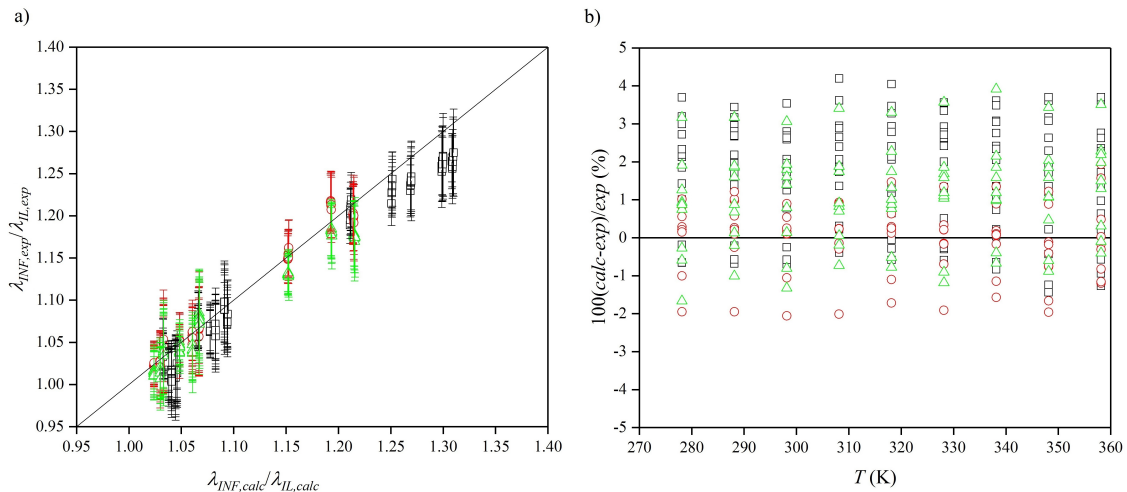 a)
1.40
1.35
1.30
1.25
1.20
1.15
1.10
1.05
1.00
0.95
λINF,exp/λIL,exp
0.95 1.00 1.05 1.10 1.15 1.20 1.25 1.30 1.35 1.40
λINF,calc/λIL,calc
b)
5
4
3
2
1
0
-1
-2
-3
-4
-5
100(calc-exp)/exp (%)
270 280 290 300 310 320 330 340 350 360
T (K)